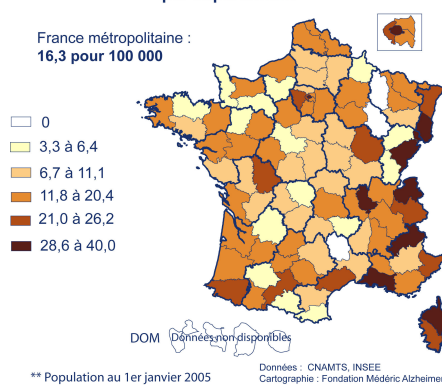 France métropolitaine :
16,3 pour 100 000
0
3,3 à 6,4
6,7 à 11,1
11,8 à 20,4
21,0 à 26,2
28,6 à 40,0
DOM
Données non disponibles
** Population au 1er janvier 2005
Données : CNAMTS, INSEE
Cartographie : Fondation Médéric Alzheimer